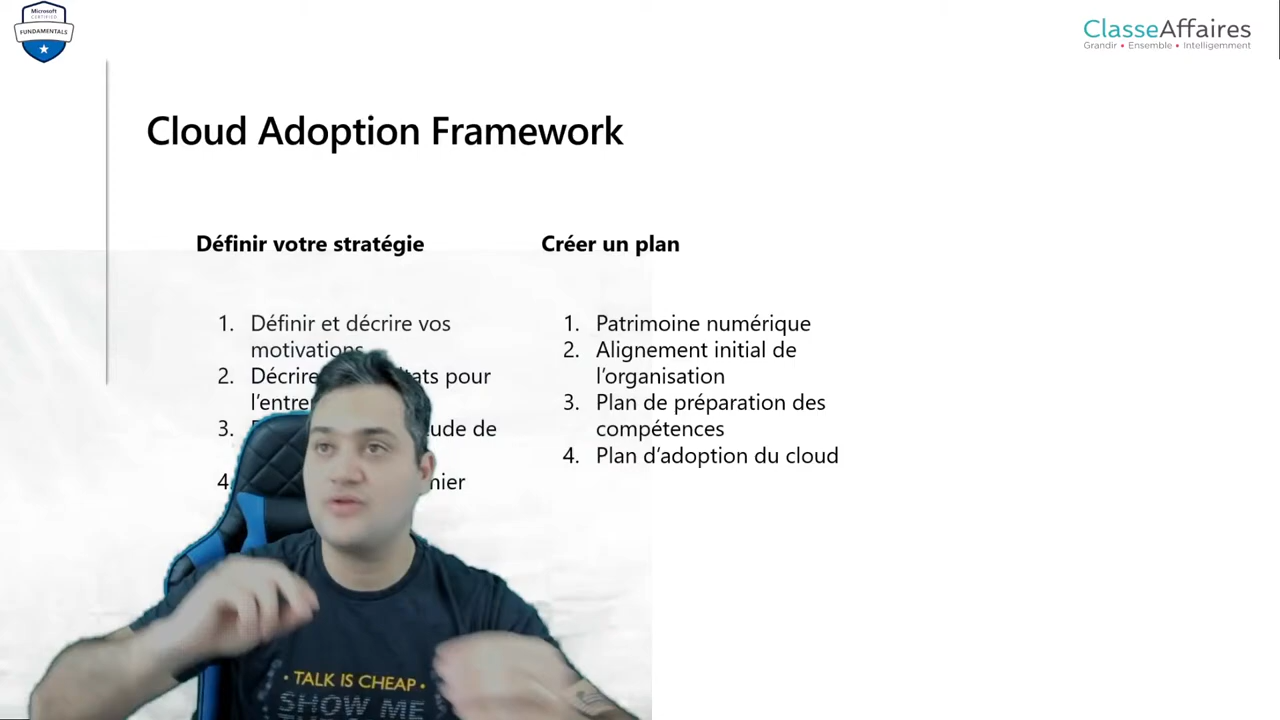 Microsoft
CERTIFIED
FUNDAMENTALS
ClasseAffaires
Grandir • Ensemble • Intelligemment
Cloud Adoption Framework
Définir votre stratégie
1. Définir et décrire vos
motivations
2. Décrire tats pour
l'entre
3. tude de
4. mier
Créer un plan
1. Patrimoine numérique
2. Alignement initial de
l'organisation
3. Plan de préparation des
compétences
4. Plan d'adoption du cloud
• TALK IS CHEAP •
SHOW ME